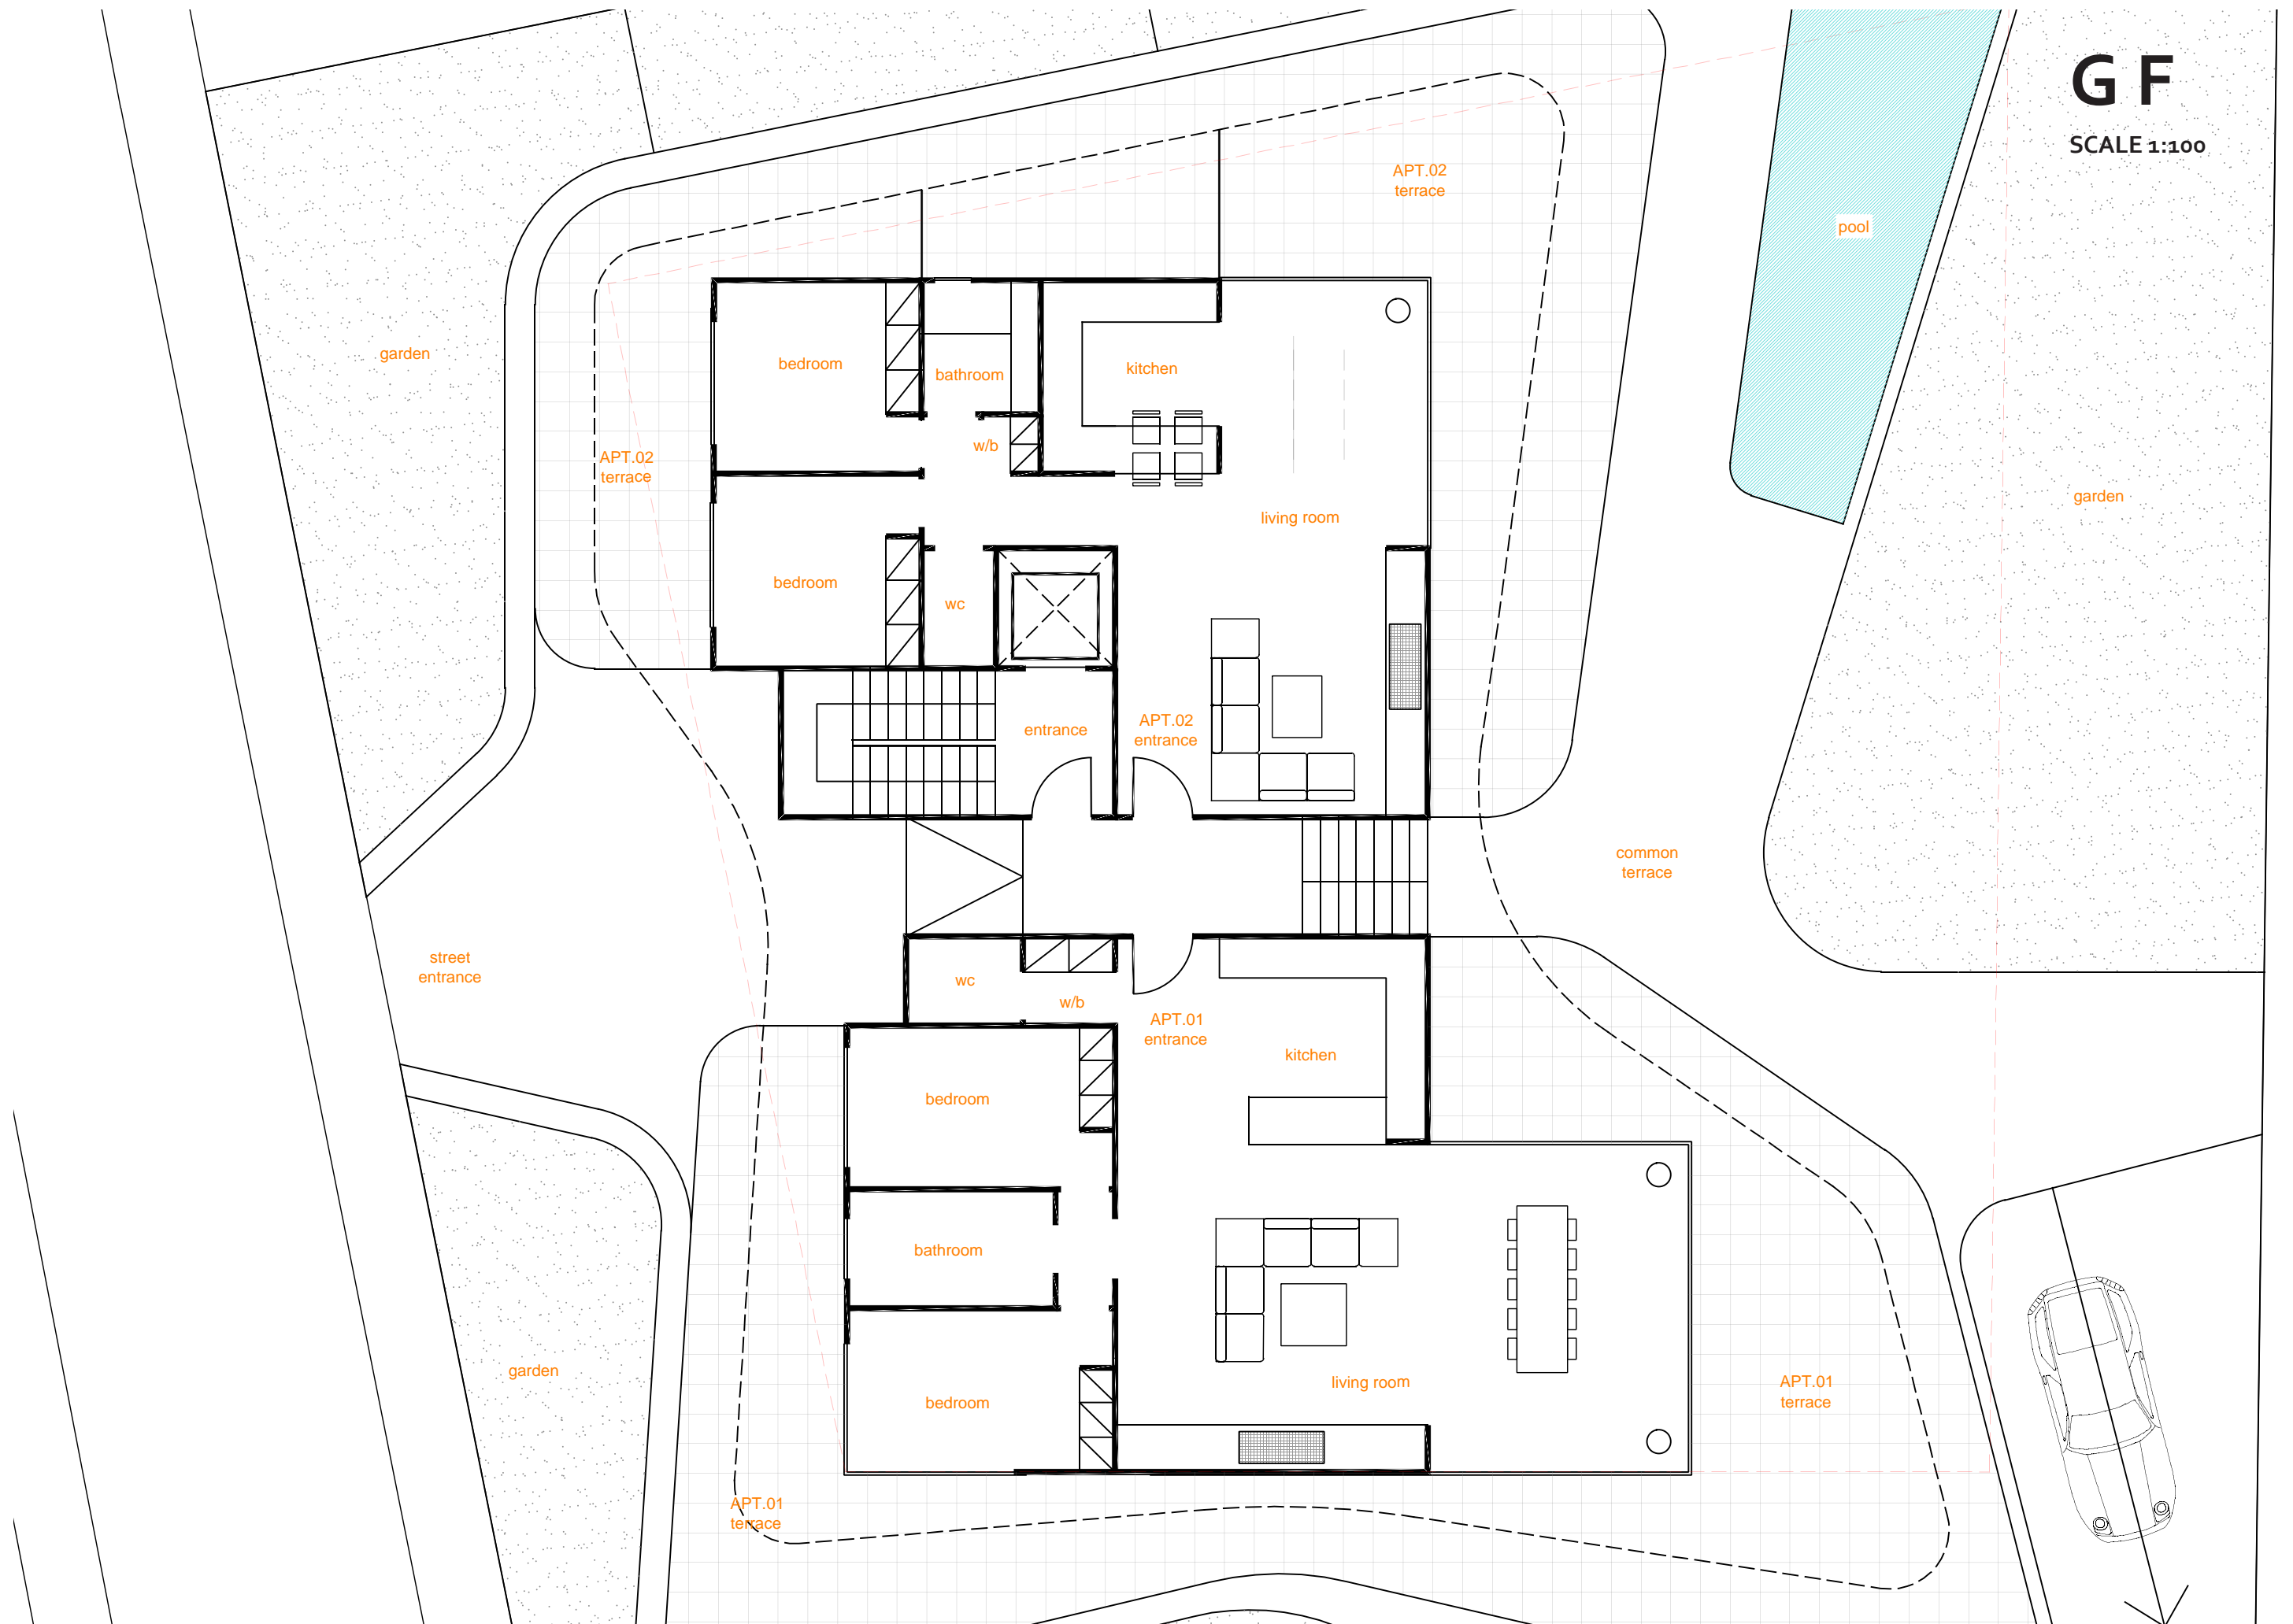 G F
SCALE 1:100
APT.02
terrace
pool
garden
bedroom
bathroom
kitchen
w/b
APT.02
terrace
garden
living room
bedroom
wc
entrance
APT.02
entrance
common
terrace
street
entrance
wc
w/b
APT.01
entrance
kitchen
bedroom
bathroom
garden
bedroom
living room
APT.01
terrace
APT.01
terrace